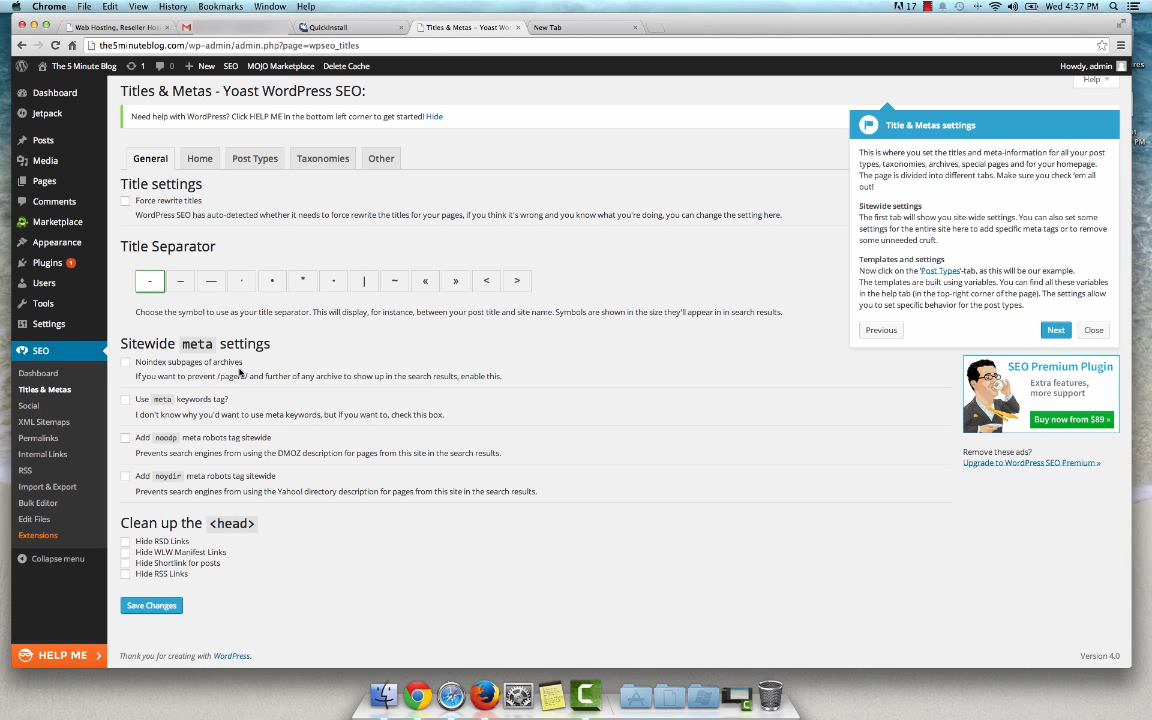 Chrome File Edit View History Bookmarks Window Help
17 Wed 4:37 PM
Web Hosting, Reseller Hos
QuickInstall
Titles & Metas – Yoast Wo
New Tab
the5minuteblog.com/wp-admin/admin.php?page=wpseo_titles
The 5 Minute Blog 1 0 New SEO MOJO Marketplace Delete Cache
Howdy, admin
Help
Dashboard
Jetpack
Posts
Media
Pages
Comments
Marketplace
Appearance
Plugins 1
Users
Tools
Settings
SEO
Dashboard
Titles & Metas
Social
XML Sitemaps
Permalinks
Internal Links
RSS
Import & Export
Bulk Editor
Edit Files
Extensions
Collapse menu
HELP ME
Titles & Metas - Yoast WordPress SEO:
Need help with WordPress? Click HELP ME in the bottom left corner to get started! Hide
General Home Post Types Taxonomies Other
Title settings
Force rewrite titles
WordPress SEO has auto-detected whether it needs to force rewrite the titles for your pages, if you think it's wrong and you know what you're doing, you can change the setting here.
Title Separator
- – — · • * ⋆ | ~ « » < >
Choose the symbol to use as your title separator. This will display, for instance, between your post title and site name. Symbols are shown in the size they'll appear in in search results.
Sitewide meta settings
Noindex subpages of archives
If you want to prevent /page/ and further of any archive to show up in the search results, enable this.
Use meta keywords tag?
I don't know why you'd want to use meta keywords, but if you want to, check this box.
Add noodp meta robots tag sitewide
Prevents search engines from using the DMOZ description for pages from this site in the search results.
Add noydir meta robots tag sitewide
Prevents search engines from using the Yahoo! directory description for pages from this site in the search results.
Clean up the <head>
Hide RSD Links
Hide WLW Manifest Links
Hide Shortlink for posts
Hide RSS Links
Save Changes
Thank you for creating with WordPress.
Version 4.0
Title & Metas settings
This is where you set the titles and meta-information for all your post
types, taxonomies, archives, special pages and for your homepage.
The page is divided into different tabs. Make sure you check 'em all
out!
Sitewide settings
The first tab will show you site-wide settings. You can also set some
settings for the entire site here to add specific meta tags or to remove
some unneeded cruft.
Templates and settings
Now click on the 'Post Types'-tab, as this will be our example.
The templates are built using variables. You can find all these variables
in the help tab (in the top-right corner of the page). The settings allow
you to set specific behavior for the post types.
Previous Next Close
SEO Premium Plugin
Extra features,
more support
Buy now from $89 »
Remove these ads?
Upgrade to WordPress SEO Premium »